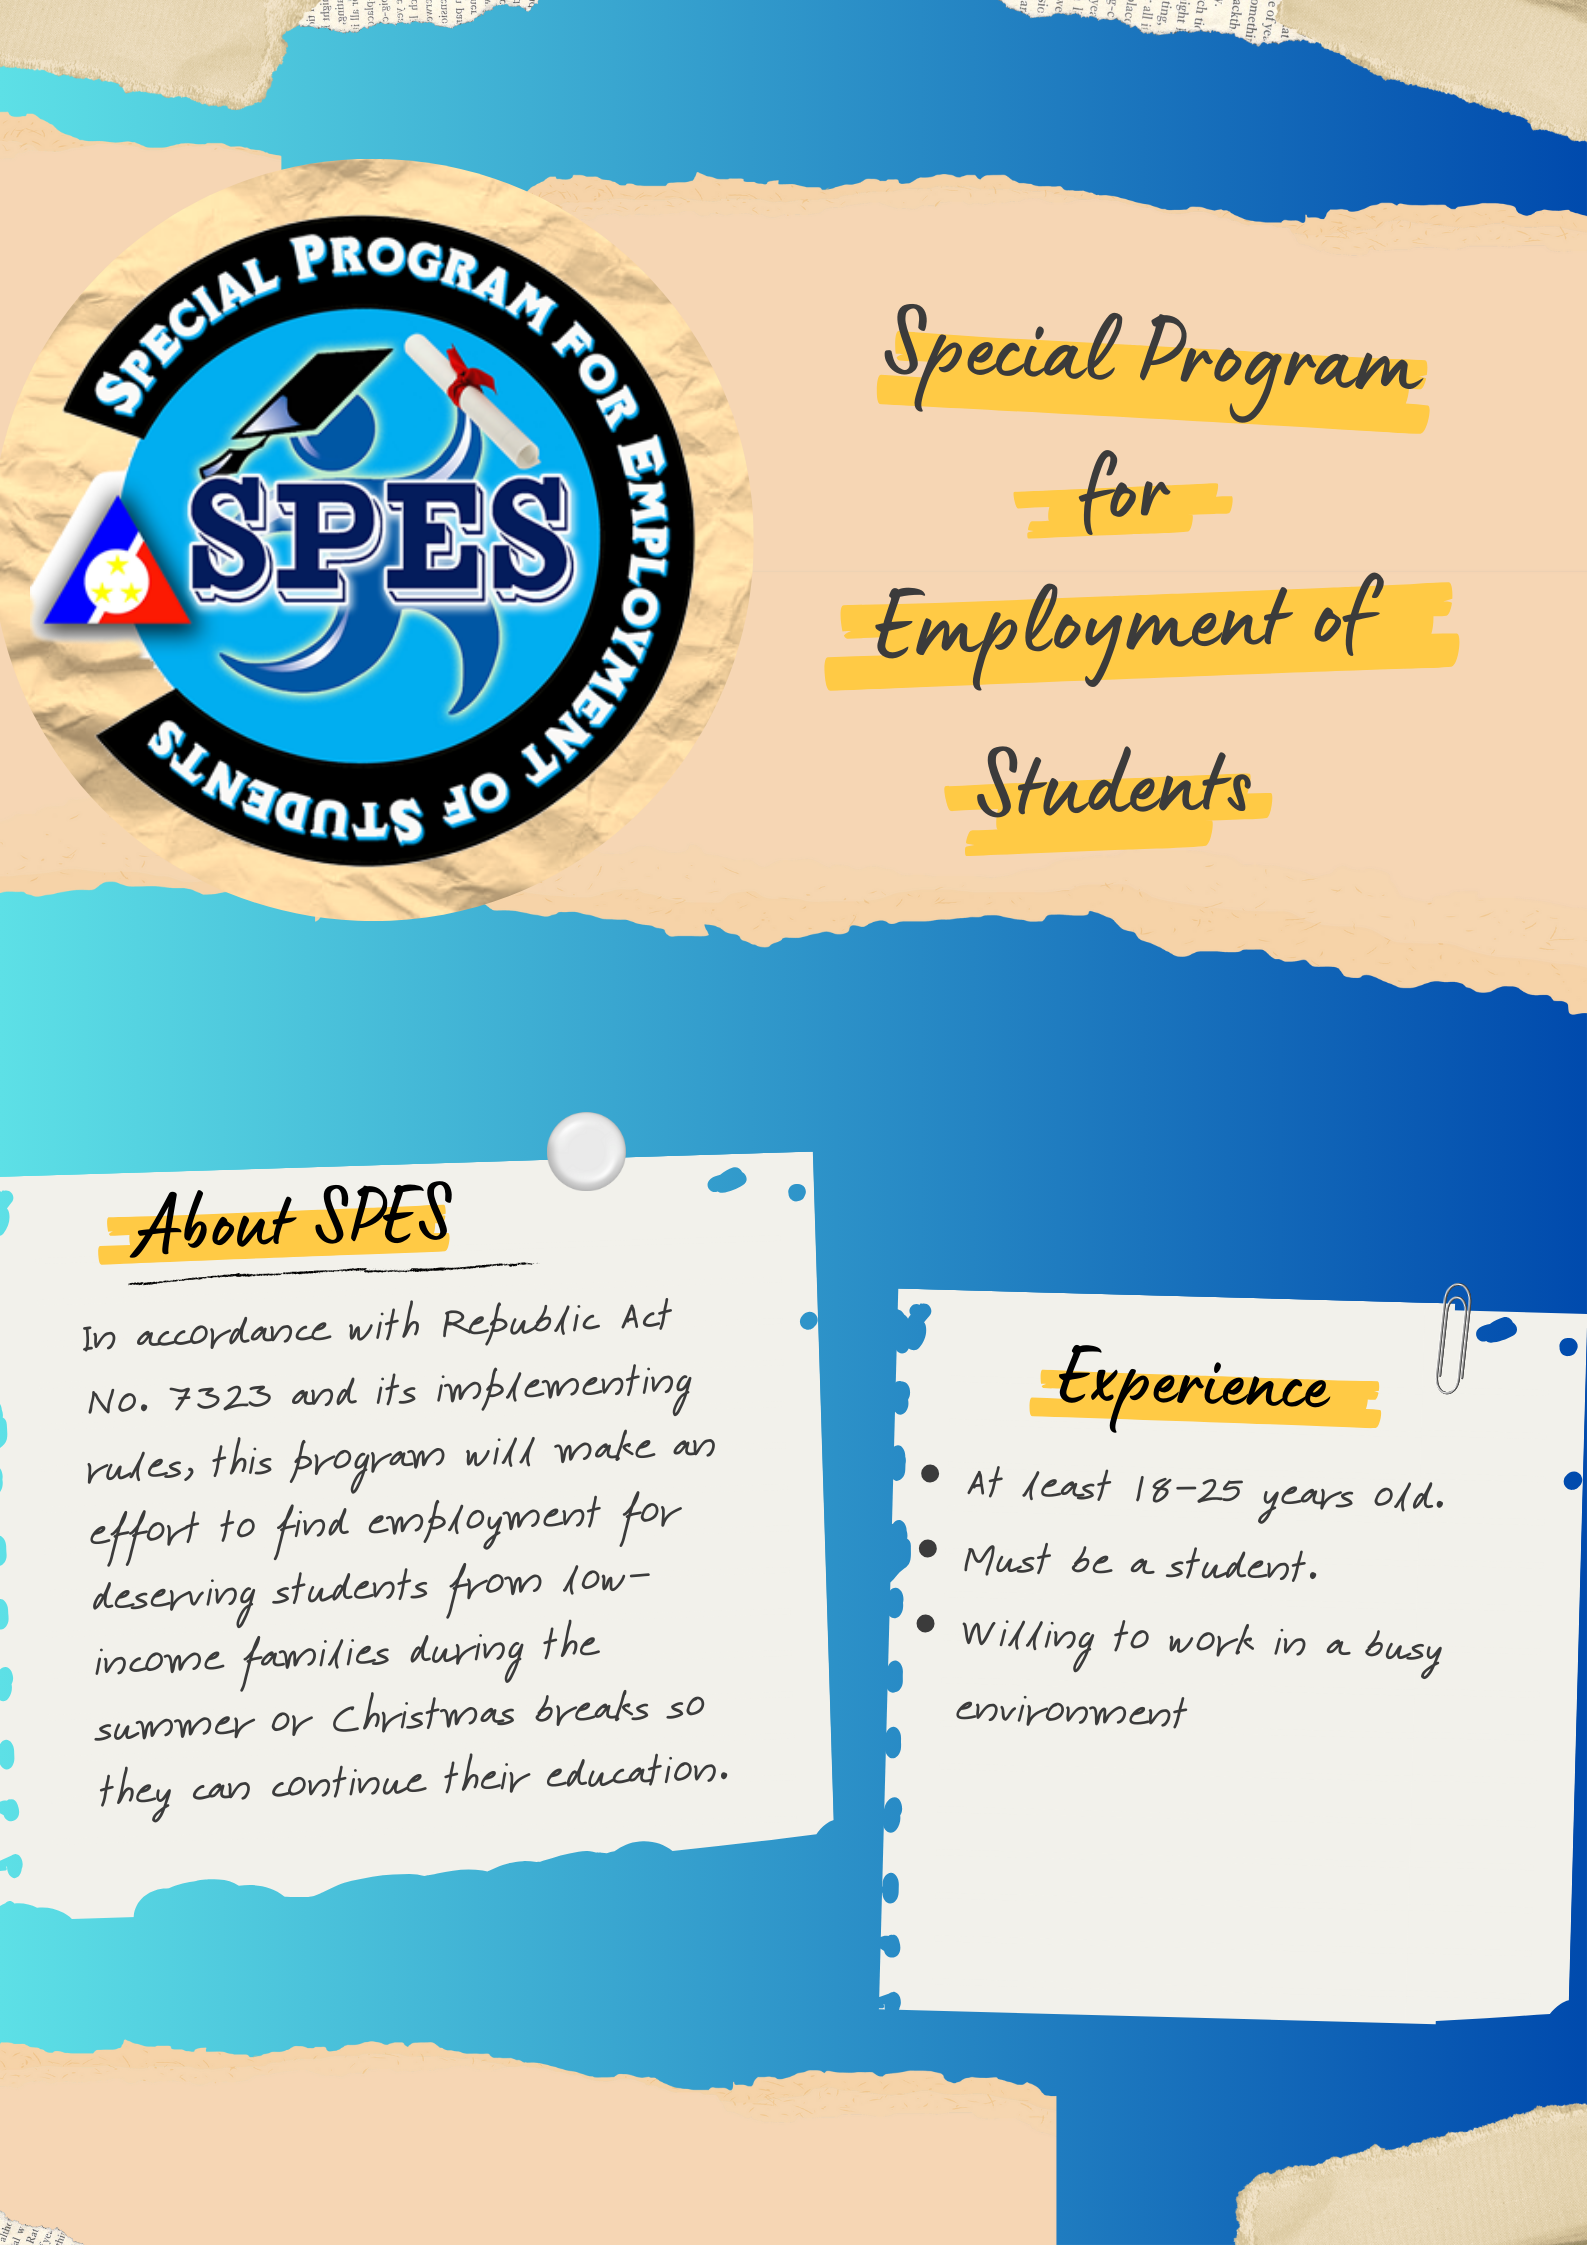 SPECIAL PROGRAM FOR EMPLOYMENT OF STUDENTS
SPES
Special Program
for
Employment of
Students
About SPES
In accordance with Republic Act
No. 7323 and its implementing
rules, this program will make an
effort to find employment for
deserving students from low-
income families during the
summer or Christmas breaks so
they can continue their education.
Experience
At least 18-25 years old.
Must be a student.
Willing to work in a busy
environment